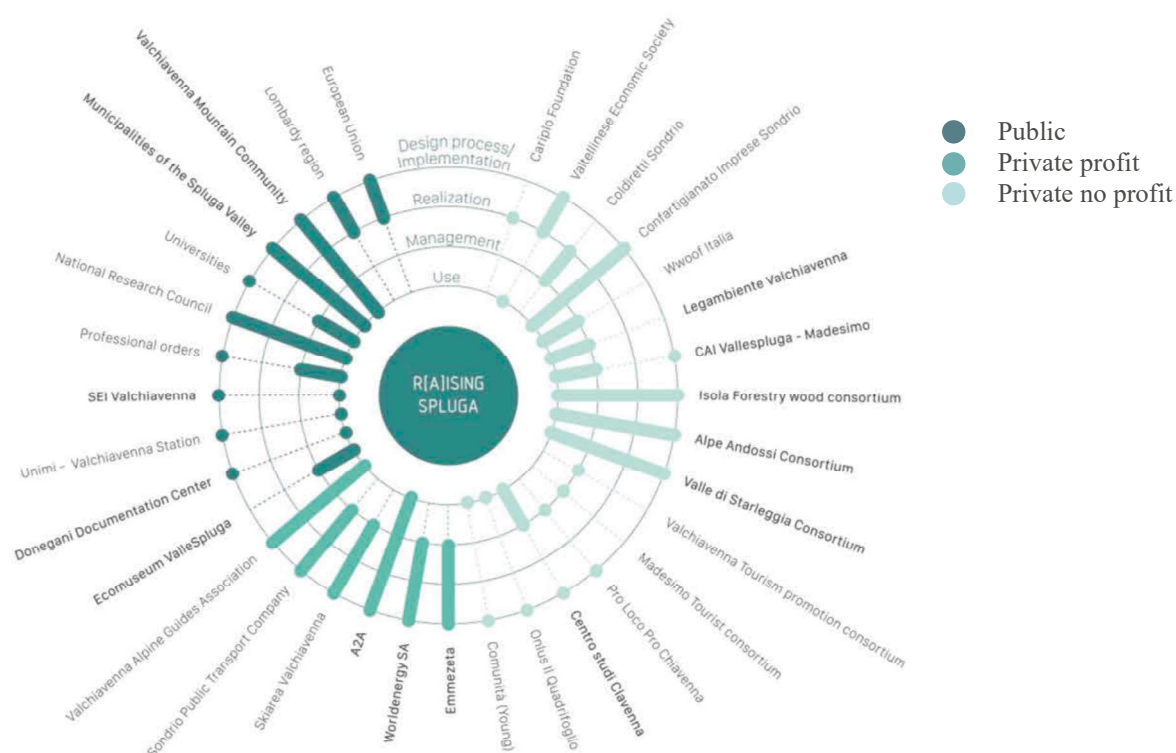 European Union
Lombardy region
Valchiavenna Mountain Community
Municipalities of the Spluga Valley
Universities
National Research Council
Professional orders
SEI Valchiavenna
Unimi - Valchiavenna Station
Donegani Documentation Center
Ecomuseum ValleSpluga
Valchiavenna Alpine Guides Association
Sondrio Public Transport Company
Skiarea Valchiavenna
A2A
Worldenergy SA
Emmezeta
Comunità (Young)
Onlus Il Quadrifoglio
Centro studi Clavenna
Pro Loco Pro Chiavenna
Madesimo Tourist consortium
Valchiavenna Tourism promotion consortium
Valle di Starleggia Consortium
Alpe Andossi Consortium
Isola Forestry wood consortium
CAI Vallespluga - Madesimo
Legambiente Valchiavenna
Wwoof Italia
Confartigianato Imprese Sondrio
Coldiretti Sondrio
Valtellinese Economic Society
Cariplo Foundation
Design process/
Implementation
Realization
Management
Use
R[A]ISING
SPLUGA
Public
Private profit
Private no profit